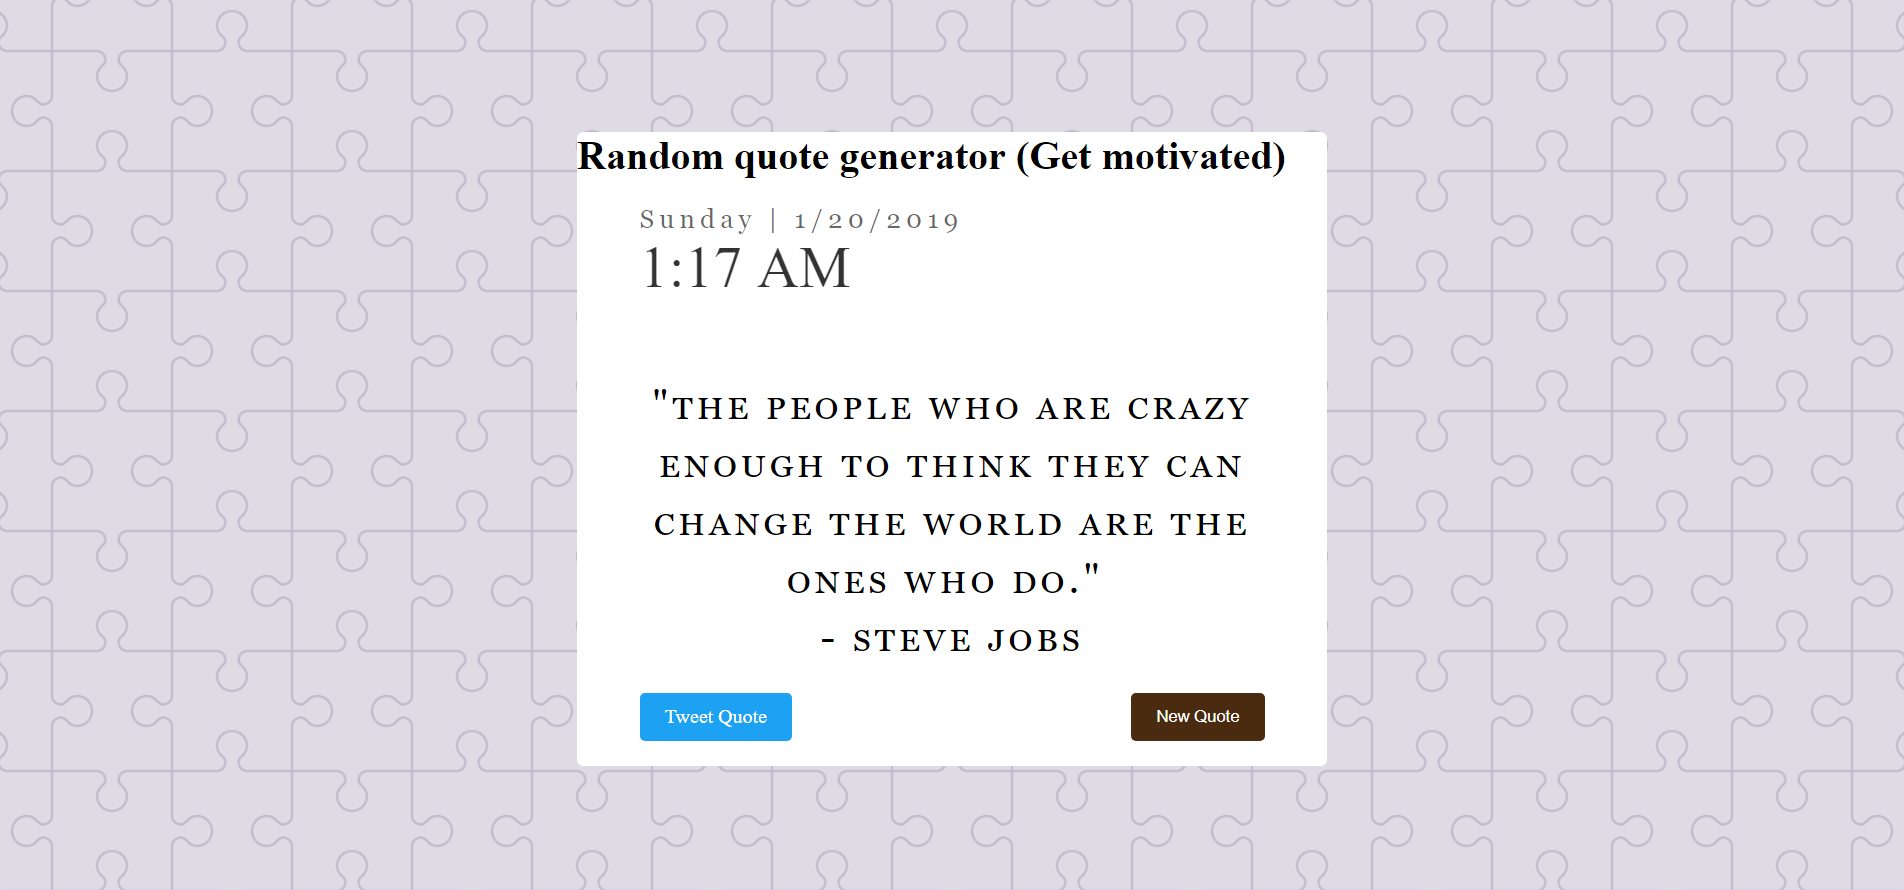 Random quote generator (Get motivated)
Sunday | 1/20/2019
1:17 AM
"THE PEOPLE WHO ARE CRAZY
ENOUGH TO THINK THEY CAN
CHANGE THE WORLD ARE THE
ONES WHO DO."
- STEVE JOBS
Tweet Quote
New Quote